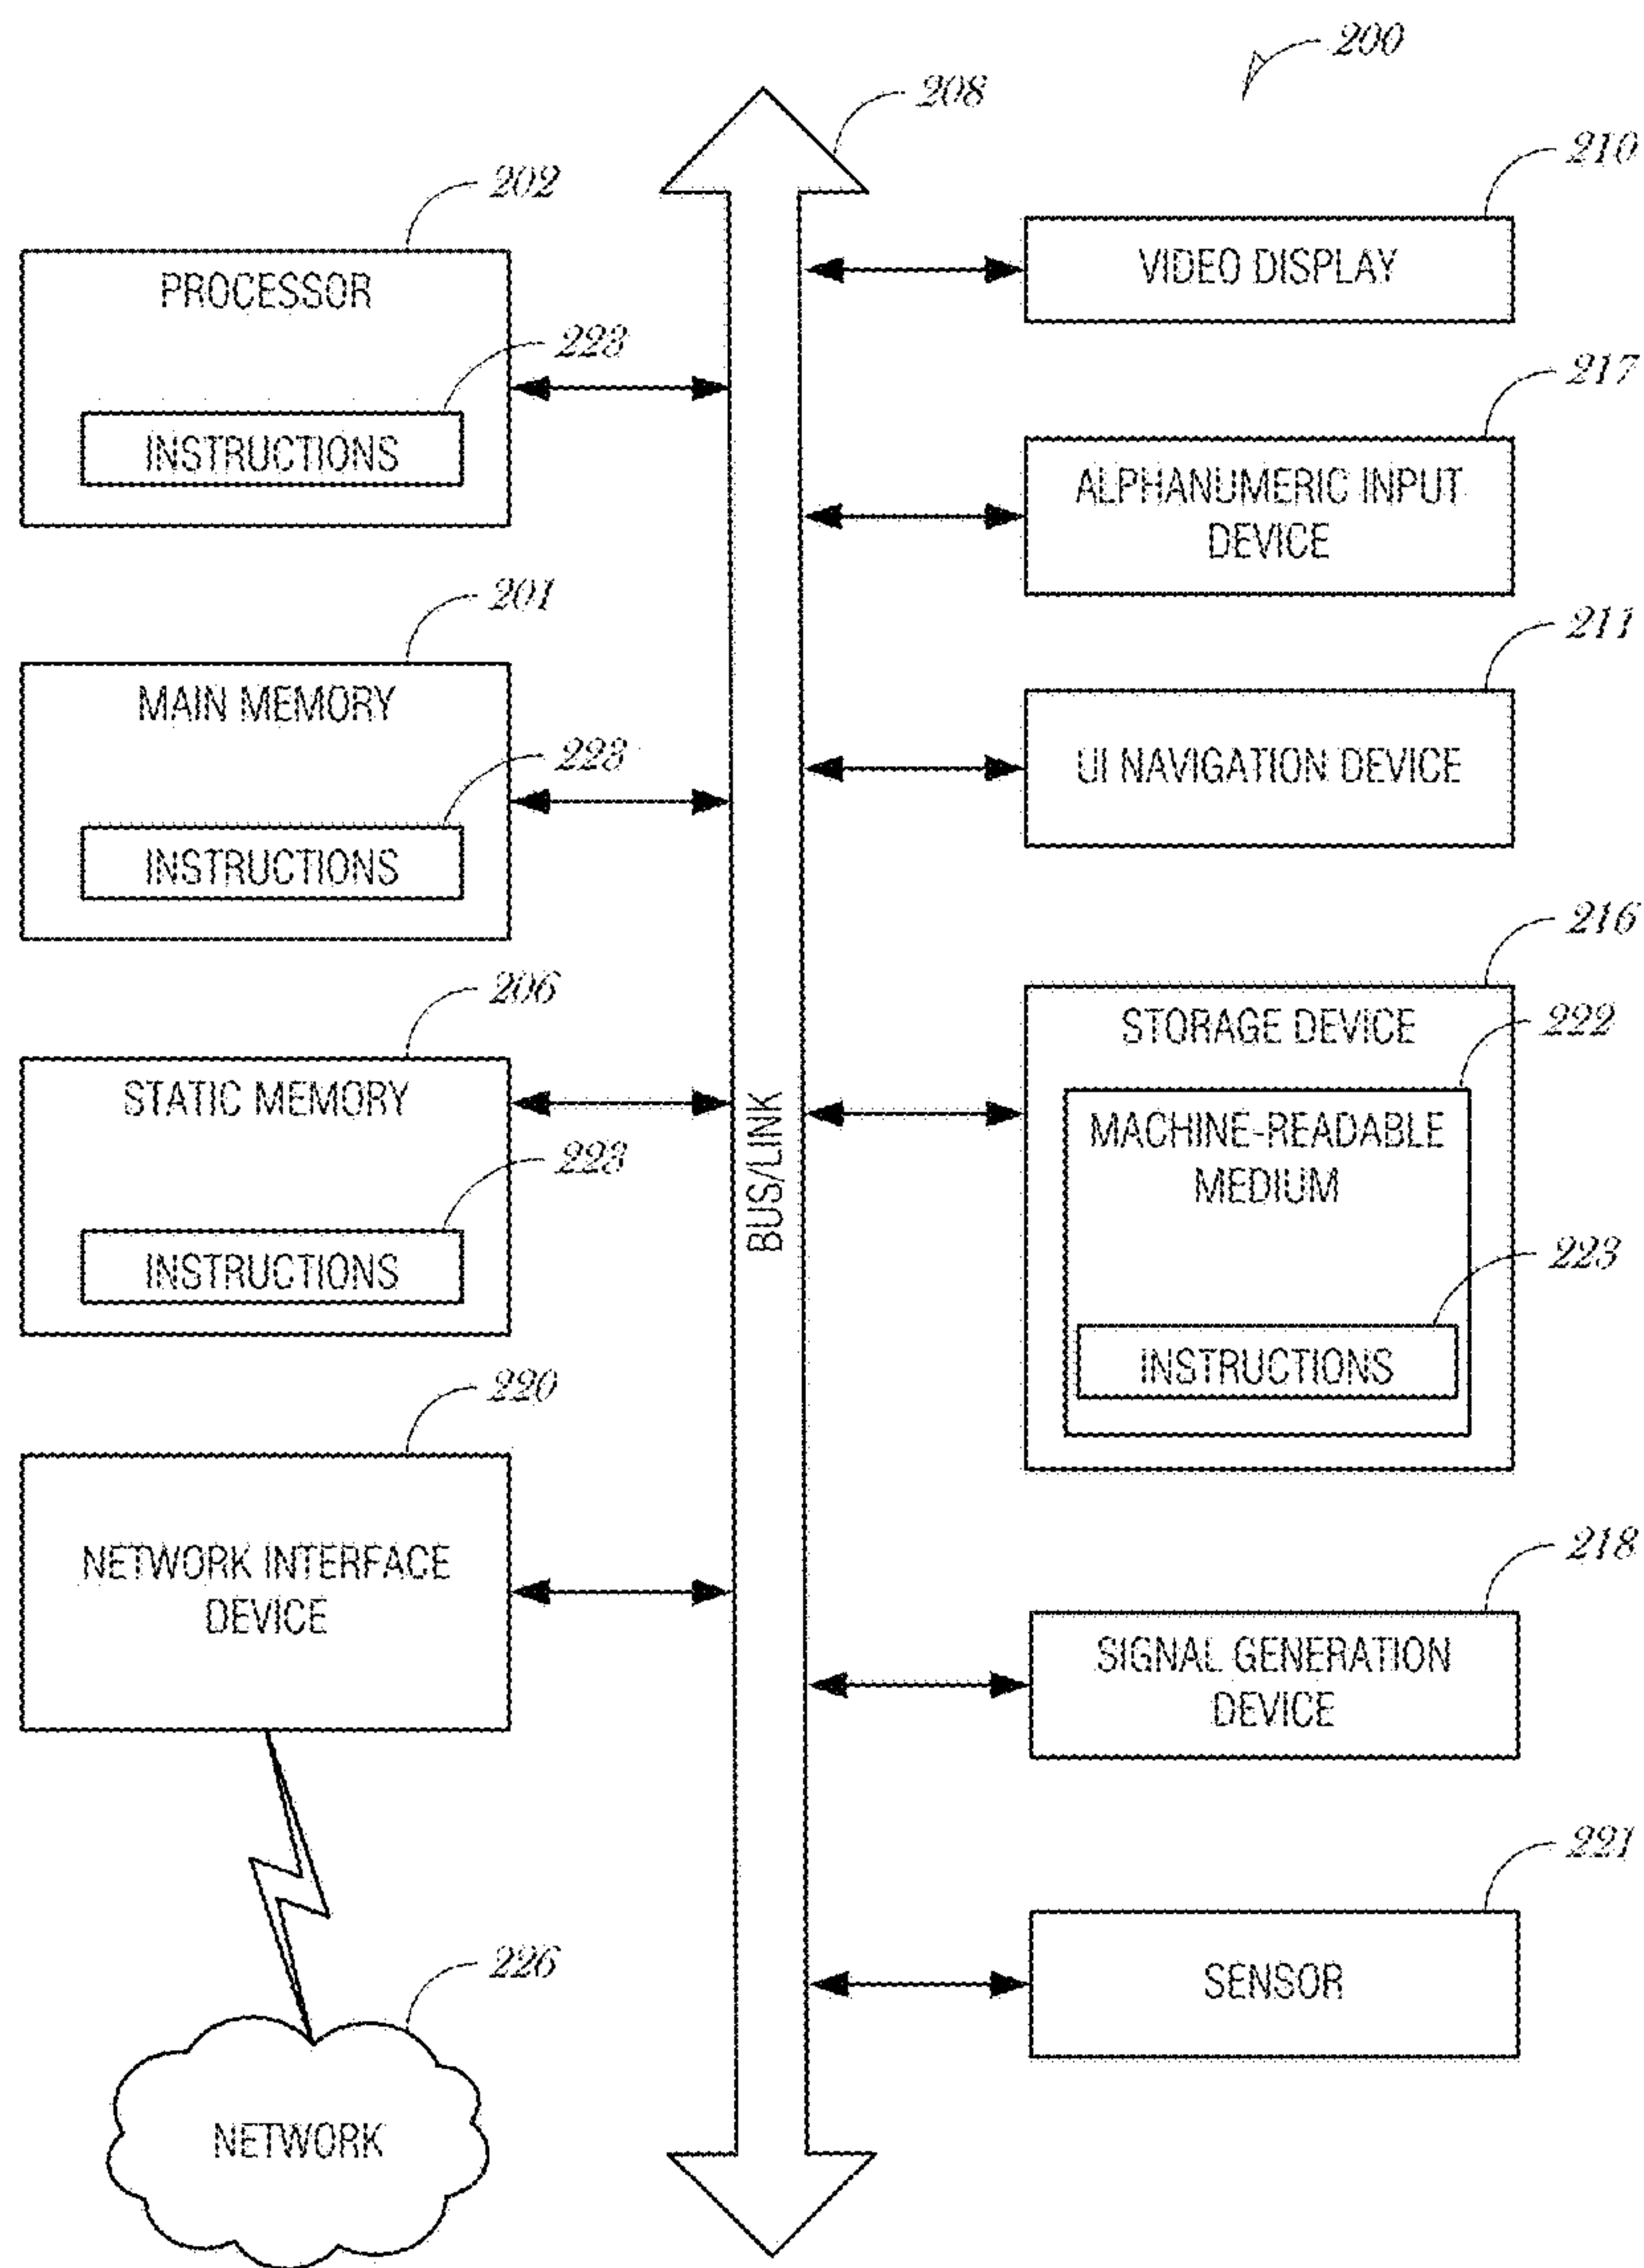 200
208
202
PROCESSOR
223
INSTRUCTIONS
201
MAIN MEMORY
223
INSTRUCTIONS
206
STATIC MEMORY
223
INSTRUCTIONS
220
NETWORK INTERFACE
DEVICE
226
NETWORK
BUS/LINK
210
VIDEO DISPLAY
217
ALPHANUMERIC INPUT
DEVICE
211
UI NAVIGATION DEVICE
216
STORAGE DEVICE
222
MACHINE-READABLE
MEDIUM
223
INSTRUCTIONS
218
SIGNAL GENERATION
DEVICE
221
SENSOR